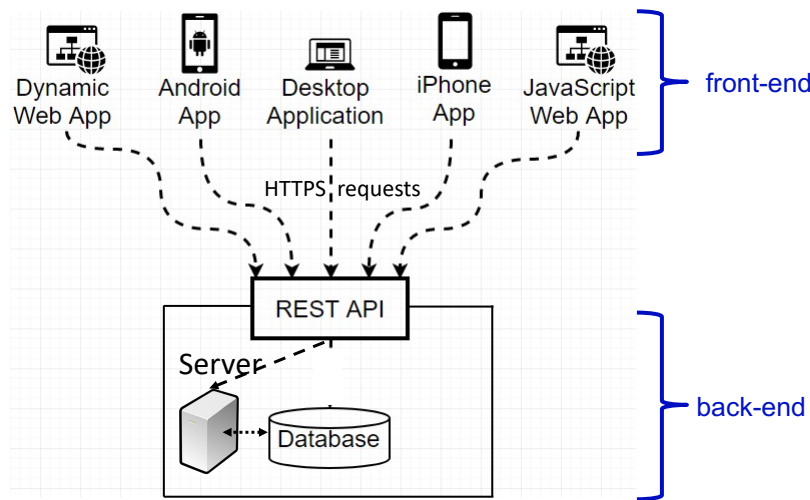 Dynamic
Web App
Android
App
Desktop
Application
iPhone
App
JavaScript
Web App
front-end
HTTPS requests
REST API
Server
Database
back-end